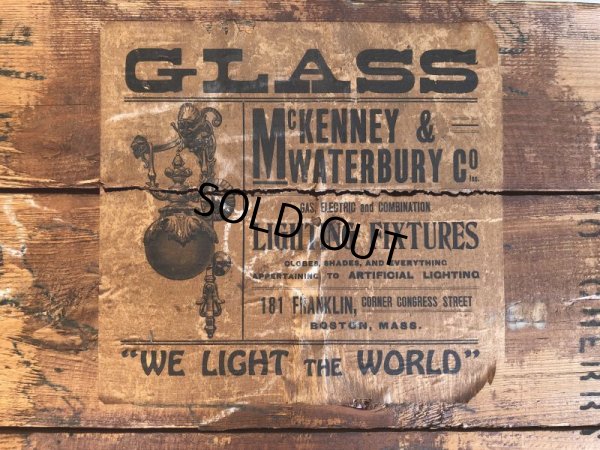 GLASS
McKENNEY &
WATERBURY Co
Inc.
GAS, ELECTRIC and COMBINATION
LIGHTING FIXTURES
GLOBES, SHADES, AND EVERYTHING
APPERTAINING TO ARTIFICIAL LIGHTING
181 FRANKLIN, CORNER CONGRESS STREET
BOSTON, MASS.
"WE LIGHT THE WORLD"
SOLD OUT